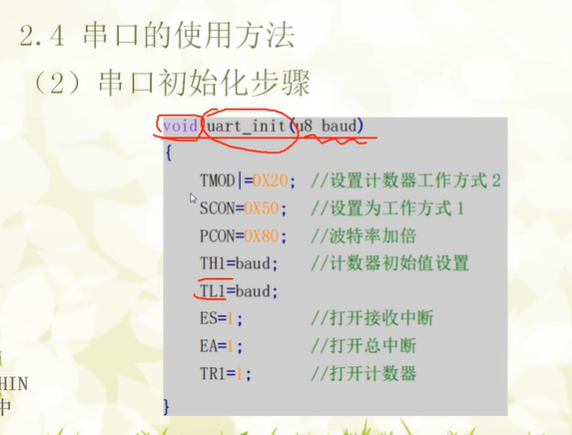 2.4 串口的使用方法
（2）串口初始化步骤
void uart_init(u8 baud)
{
TMOD|=0X20; //设置计数器工作方式2
SCON=0X50; //设置为工作方式1
PCON=0X80; //波特率加倍
TH1=baud; //计数器初始值设置
TL1=baud;
ES=1; //打开接收中断
EA=1; //打开总中断
TR1=1; //打开计数器
}
HIN
中